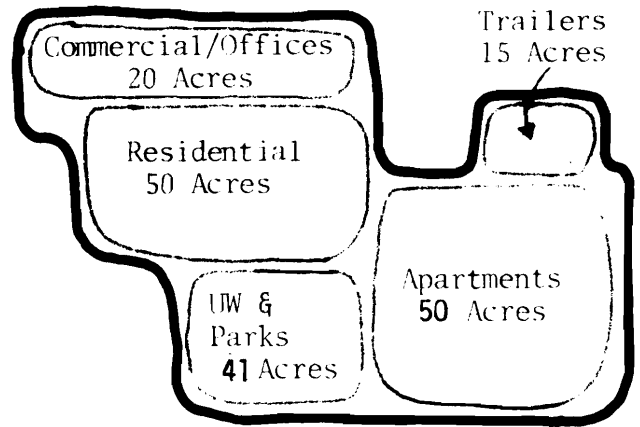 Commercial/Offices
20 Acres
Trailers
15 Acres
Residential
50 Acres
Apartments
50 Acres
UW &
Parks
41 Acres